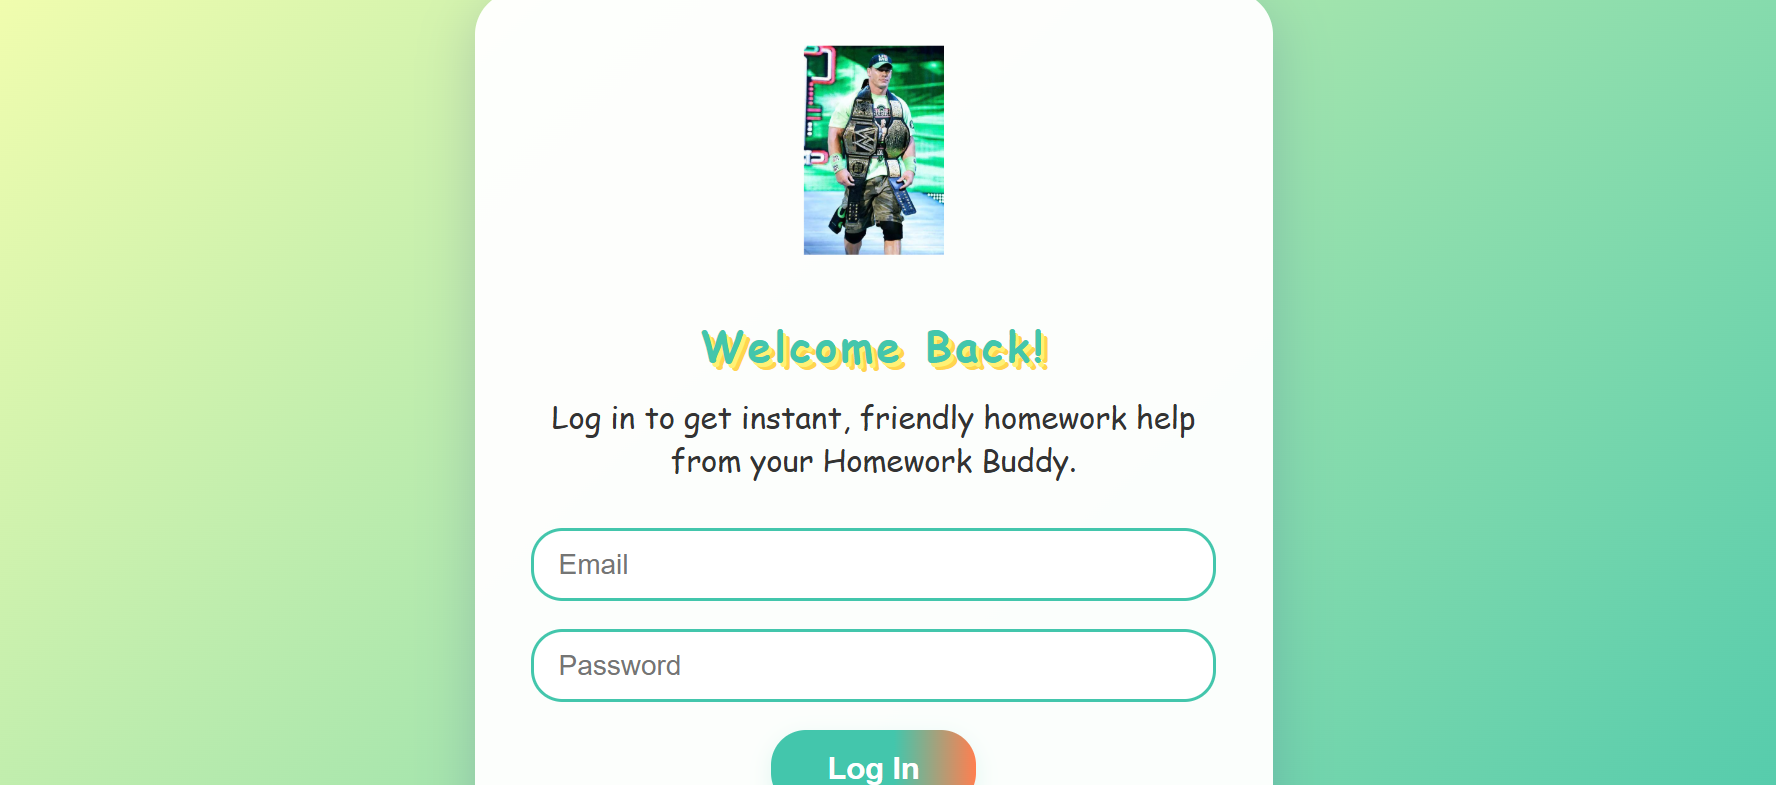 Welcome Back!
Log in to get instant, friendly homework help
from your Homework Buddy.
Email
Password
Log In